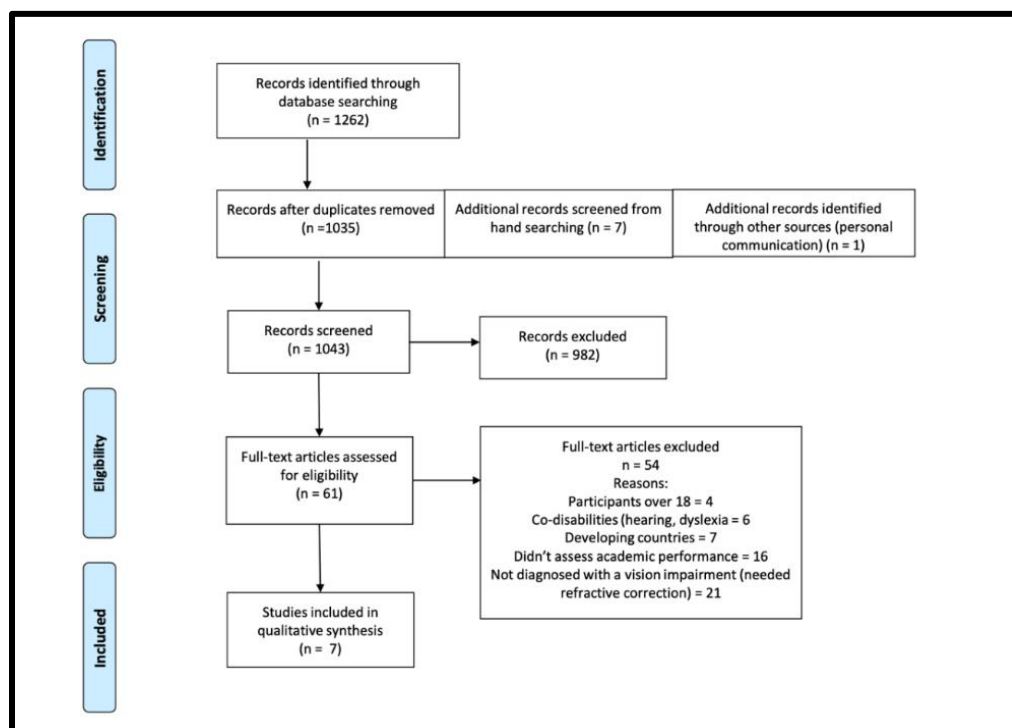 Identification
Records identified through
database searching
(n = 1262)
Screening
Records after duplicates removed
(n =1035)
Additional records screened from
hand searching (n = 7)
Additional records identified
through other sources (personal
communication) (n = 1)
Records screened
(n = 1043)
Records excluded
(n = 982)
Eligibility
Full-text articles assessed
for eligibility
(n = 61)
Full-text articles excluded
n = 54
Reasons:
Participants over 18 = 4
Co-disabilities (hearing, dyslexia = 6
Developing countries = 7
Didn't assess academic performance = 16
Not diagnosed with a vision impairment (needed
refractive correction) = 21
Included
Studies included in
qualitative synthesis
(n =  7)